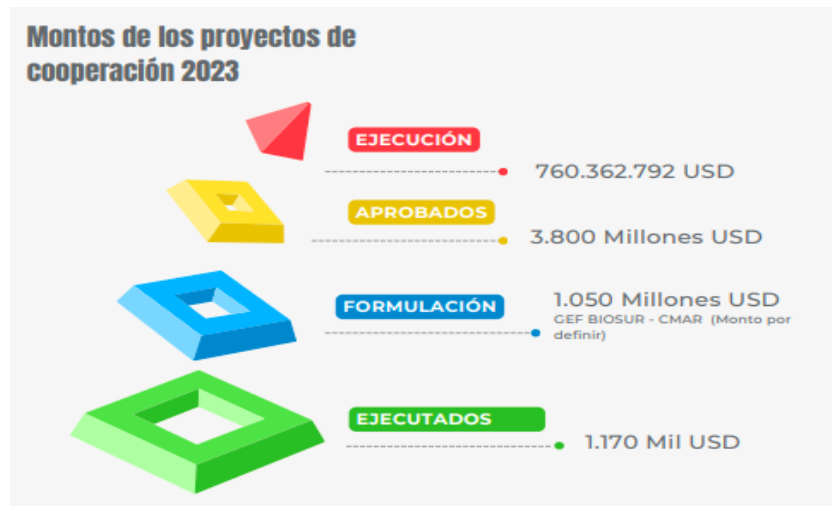 Montos de los proyectos de
cooperación 2023
EJECUCIÓN
760.362.792 USD
APROBADOS
3.800 Millones USD
FORMULACIÓN
1.050 Millones USD
GEF BIOSUR - CMAR (Monto por
definir)
EJECUTADOS
1.170 Mil USD